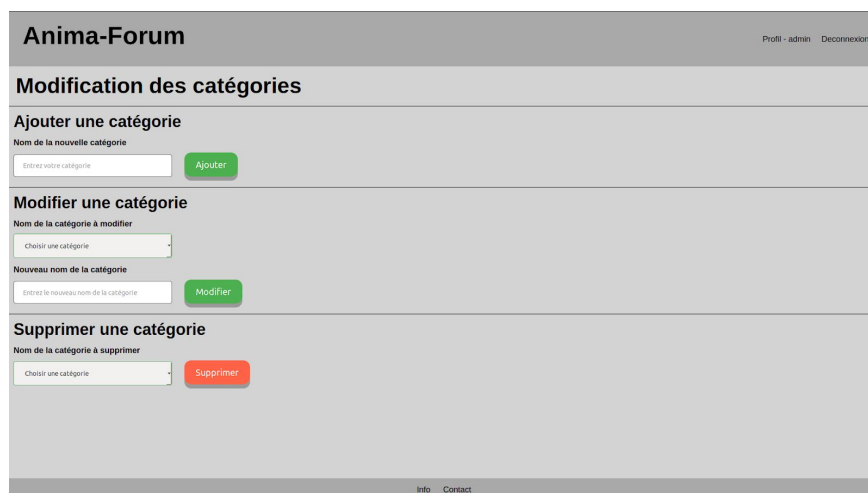 Anima-Forum
Profil - admin Deconnexion
Modification des catégories
Ajouter une catégorie
Nom de la nouvelle catégorie
Entrez votre catégorie Ajouter
Modifier une catégorie
Nom de la catégorie à modifier
Choisir une catégorie
Nouveau nom de la catégorie
Entrez le nouveau nom de la catégorie Modifier
Supprimer une catégorie
Nom de la catégorie à supprimer
Choisir une catégorie Supprimer
Info Contact